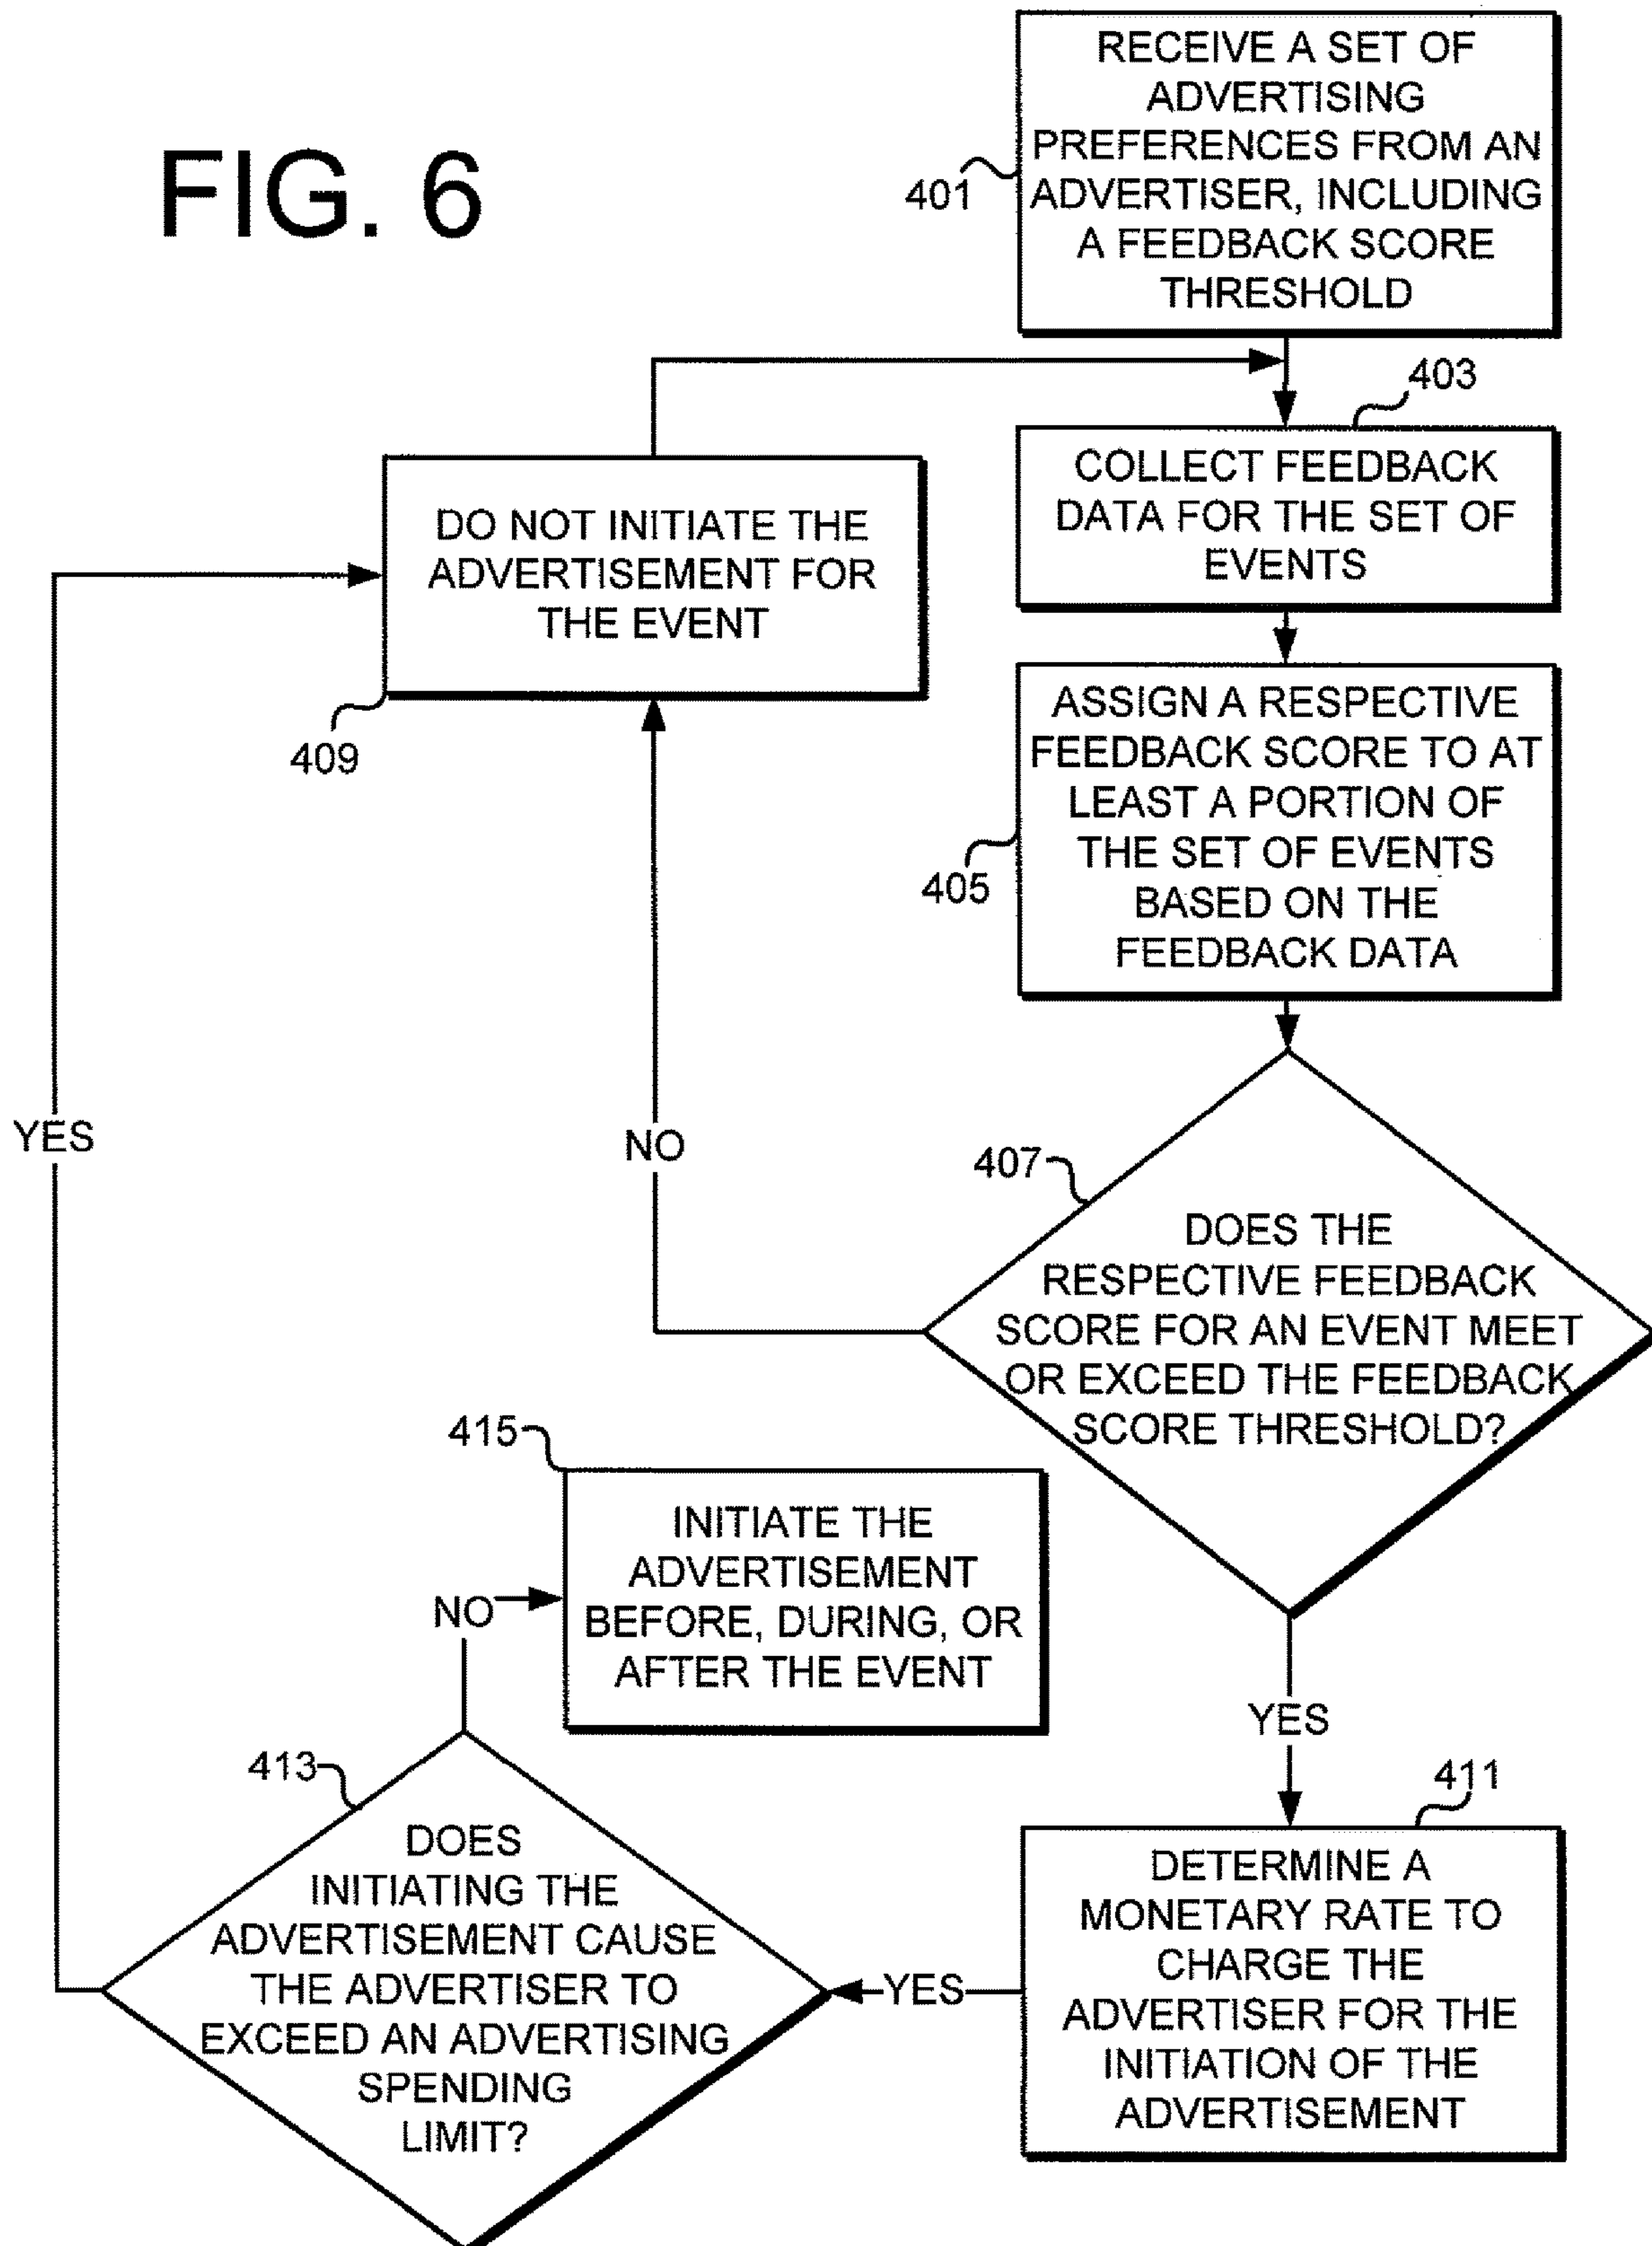 FIG. 6
RECEIVE A SET OF
ADVERTISING
PREFERENCES FROM AN
ADVERTISER, INCLUDING
A FEEDBACK SCORE
THRESHOLD
401
403
COLLECT FEEDBACK
DATA FOR THE SET OF
EVENTS
DO NOT INITIATE THE
ADVERTISEMENT FOR
THE EVENT
409
ASSIGN A RESPECTIVE
FEEDBACK SCORE TO AT
LEAST A PORTION OF
THE SET OF EVENTS
BASED ON THE
FEEDBACK DATA
405
YES
NO
407
DOES THE
RESPECTIVE FEEDBACK
SCORE FOR AN EVENT MEET
OR EXCEED THE FEEDBACK
SCORE THRESHOLD?
415
INITIATE THE
ADVERTISEMENT
BEFORE, DURING, OR
AFTER THE EVENT
NO
YES
413
DOES
INITIATING THE
ADVERTISEMENT CAUSE
THE ADVERTISER TO
EXCEED AN ADVERTISING
SPENDING
LIMIT?
YES
411
DETERMINE A
MONETARY RATE TO
CHARGE THE
ADVERTISER FOR THE
INITIATION OF THE
ADVERTISEMENT